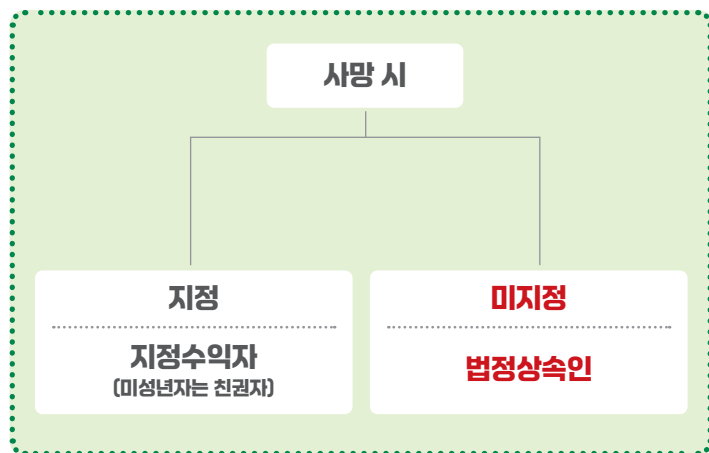 사망 시
지정
지정수익자
(미성년자는 친권자)
미지정
법정상속인